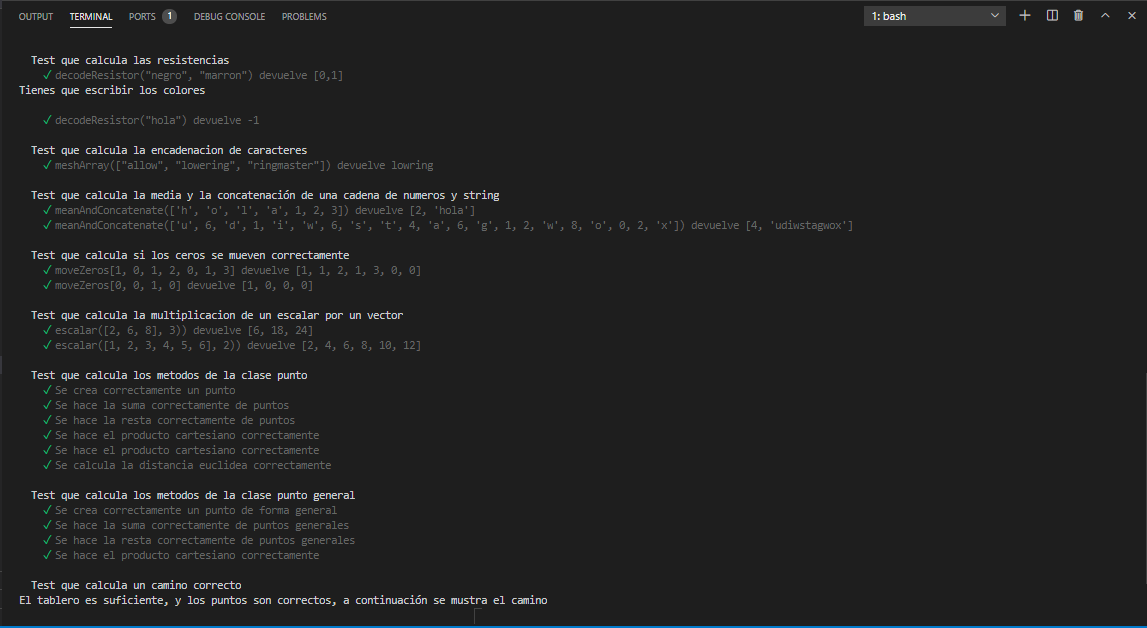 OUTPUT TERMINAL PORTS 1 DEBUG CONSOLE PROBLEMS 1: bash
Test que calcula las resistencias
✓ decodeResistor("negro", "marron") devuelve [0,1]
Tienes que escribir los colores
✓ decodeResistor("hola") devuelve -1
Test que calcula la encadenacion de caracteres
✓ meshArray(["allow", "lowering", "ringmaster"]) devuelve lowring
Test que calcula la media y la concatenación de una cadena de numeros y string
✓ meanAndConcatenate(['h', 'o', 'l', 'a', 1, 2, 3]) devuelve [2, 'hola']
✓ meanAndConcatenate(['u', 6, 'd', 1, 'i', 'w', 6, 's', 't', 4, 'a', 6, 'g', 1, 2, 'w', 8, 'o', 0, 2, 'x']) devuelve [4, 'udiwstagwox']
Test que calcula si los ceros se mueven correctamente
✓ moveZeros[1, 0, 1, 2, 0, 1, 3] devuelve [1, 1, 2, 1, 3, 0, 0]
✓ moveZeros[0, 0, 1, 0] devuelve [1, 0, 0, 0]
Test que calcula la multiplicacion de un escalar por un vector
✓ escalar([2, 6, 8], 3)) devuelve [6, 18, 24]
✓ escalar([1, 2, 3, 4, 5, 6], 2)) devuelve [2, 4, 6, 8, 10, 12]
Test que calcula los metodos de la clase punto
✓ Se crea correctamente un punto
✓ Se hace la suma correctamente de puntos
✓ Se hace la resta correctamente de puntos
✓ Se hace el producto cartesiano correctamente
✓ Se hace el producto cartesiano correctamente
✓ Se calcula la distancia euclidea correctamente
Test que calcula los metodos de la clase punto general
✓ Se crea correctamente un punto de forma general
✓ Se hace la suma correctamente de puntos generales
✓ Se hace la resta correctamente de puntos generales
✓ Se hace el producto cartesiano correctamente
Test que calcula un camino correcto
El tablero es suficiente, y los puntos son correctos, a continuación se mustra el camino